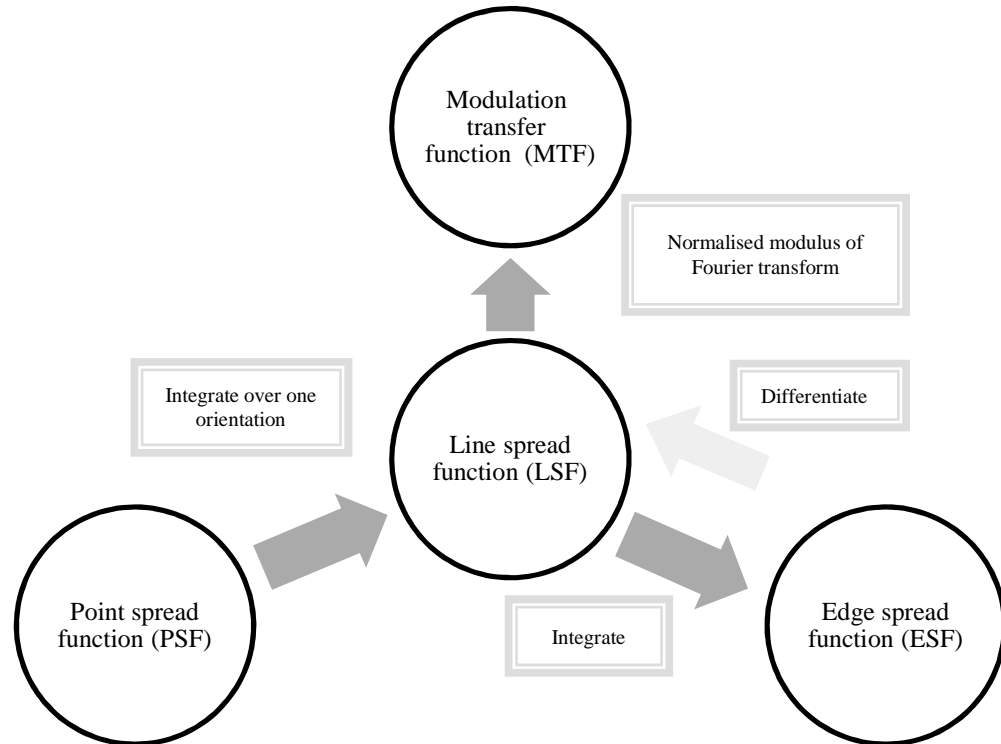 Modulation
transfer
function (MTF)
Normalised modulus of
Fourier transform
Integrate over one
orientation
Differentiate
Line spread
function (LSF)
Point spread
function (PSF)
Integrate
Edge spread
function (ESF)